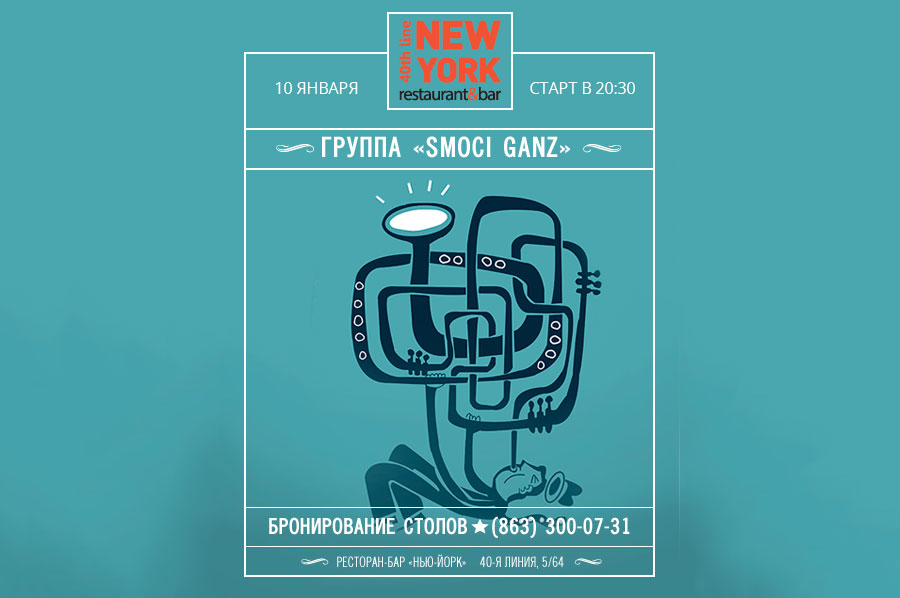 40th line
NEW
YORK
restaurant&bar
10 ЯНВАРЯ
СТАРТ В 20:30
ГРУППА «SMOCI GANZ»
БРОНИРОВАНИЕ СТОЛОВ ★ (863) 300-07-31
РЕСТОРАН-БАР «НЬЮ-ЙОРК» 40-Я ЛИНИЯ, 5/64